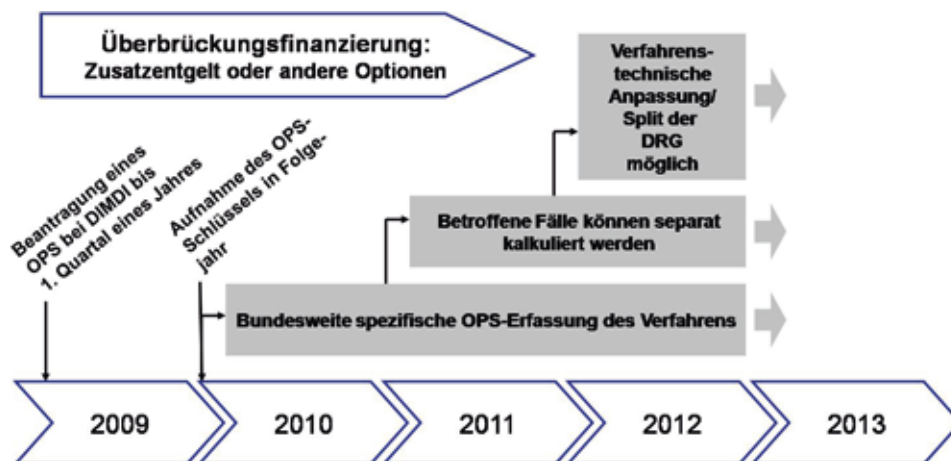 Überbrückungsfinanzierung:
Zusatzentgelt oder andere Optionen
Verfahrens-
technische
Anpassung/
Split der
DRG
möglich
Beantragung eines
OPS bei DIMDI bis
1. Quartal eines Jahres
Aufnahme des OPS-
Schlüssels in Folge-
jahr
Betroffene Fälle können separat
kalkuliert werden
Bundesweite spezifische OPS-Erfassung des Verfahrens
2009
2010
2011
2012
2013